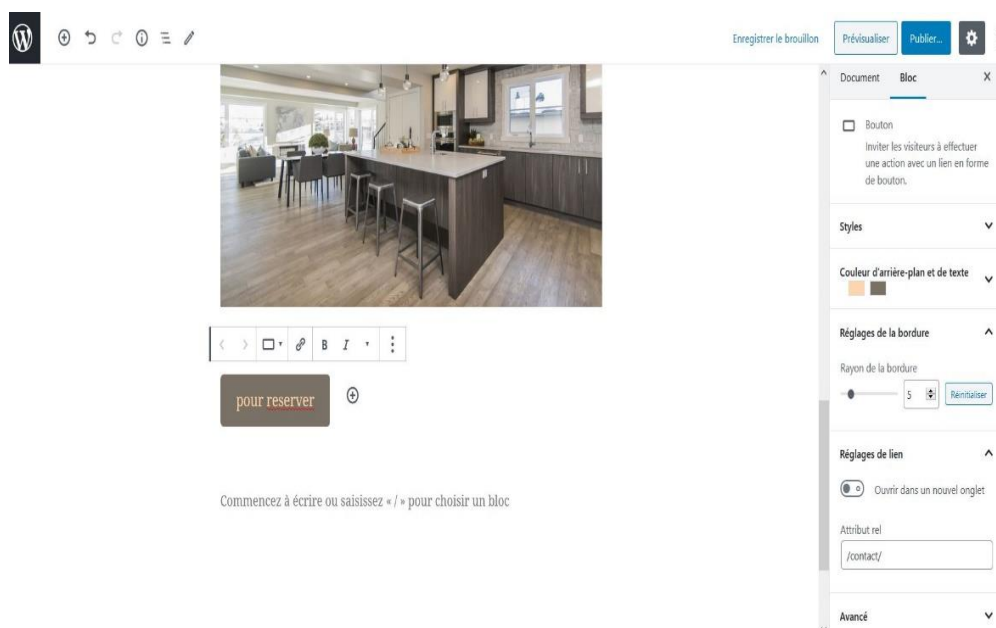 Enregistrer le brouillon
Prévisualiser
Publier...
Document
Bloc
X
Bouton
Inviter les visiteurs à effectuer
une action avec un lien en forme
de bouton.
Styles
Couleur d'arrière-plan et de texte
Réglages de la bordure
Rayon de la bordure
5
Réinitialiser
B I
pour reserver
Réglages de lien
Ouvrir dans un nouvel onglet
Commencez à écrire ou saisissez « / » pour choisir un bloc
Attribut rel
/contact/
Avancé